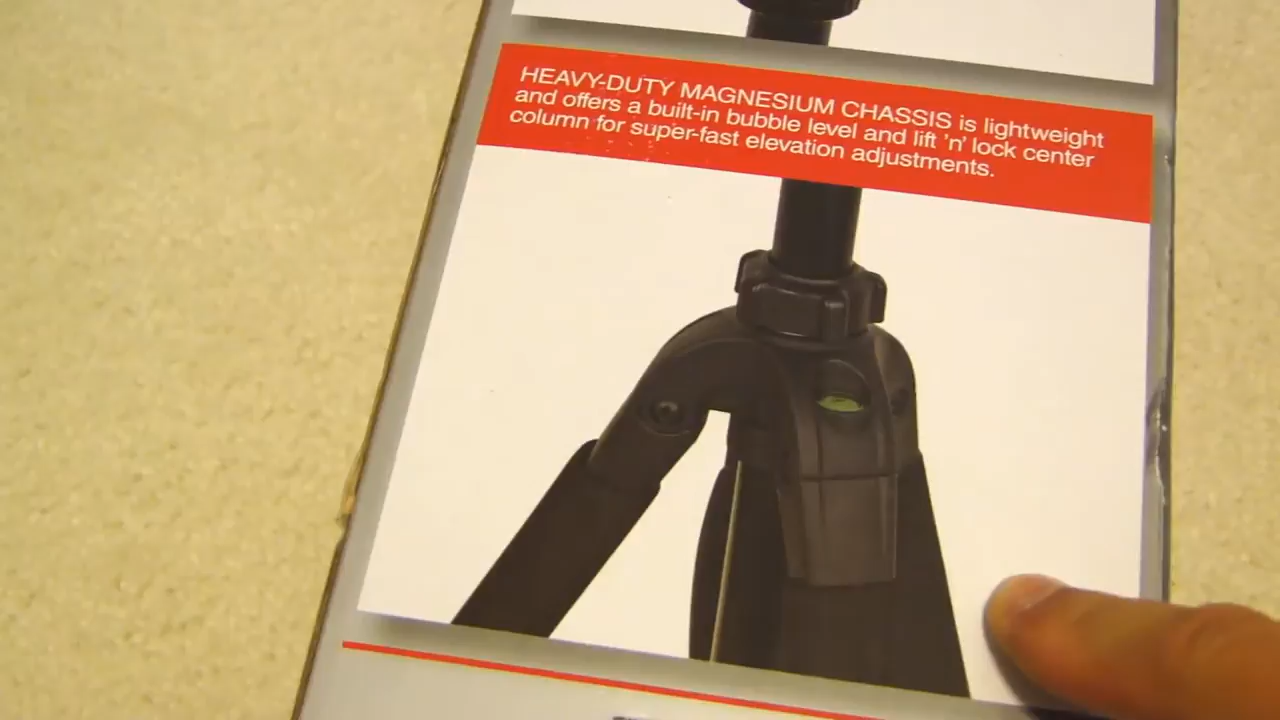 HEAVY-DUTY MAGNESIUM CHASSIS is lightweight
and offers a built-in bubble level and lift 'n' lock center
column for super-fast elevation adjustments.